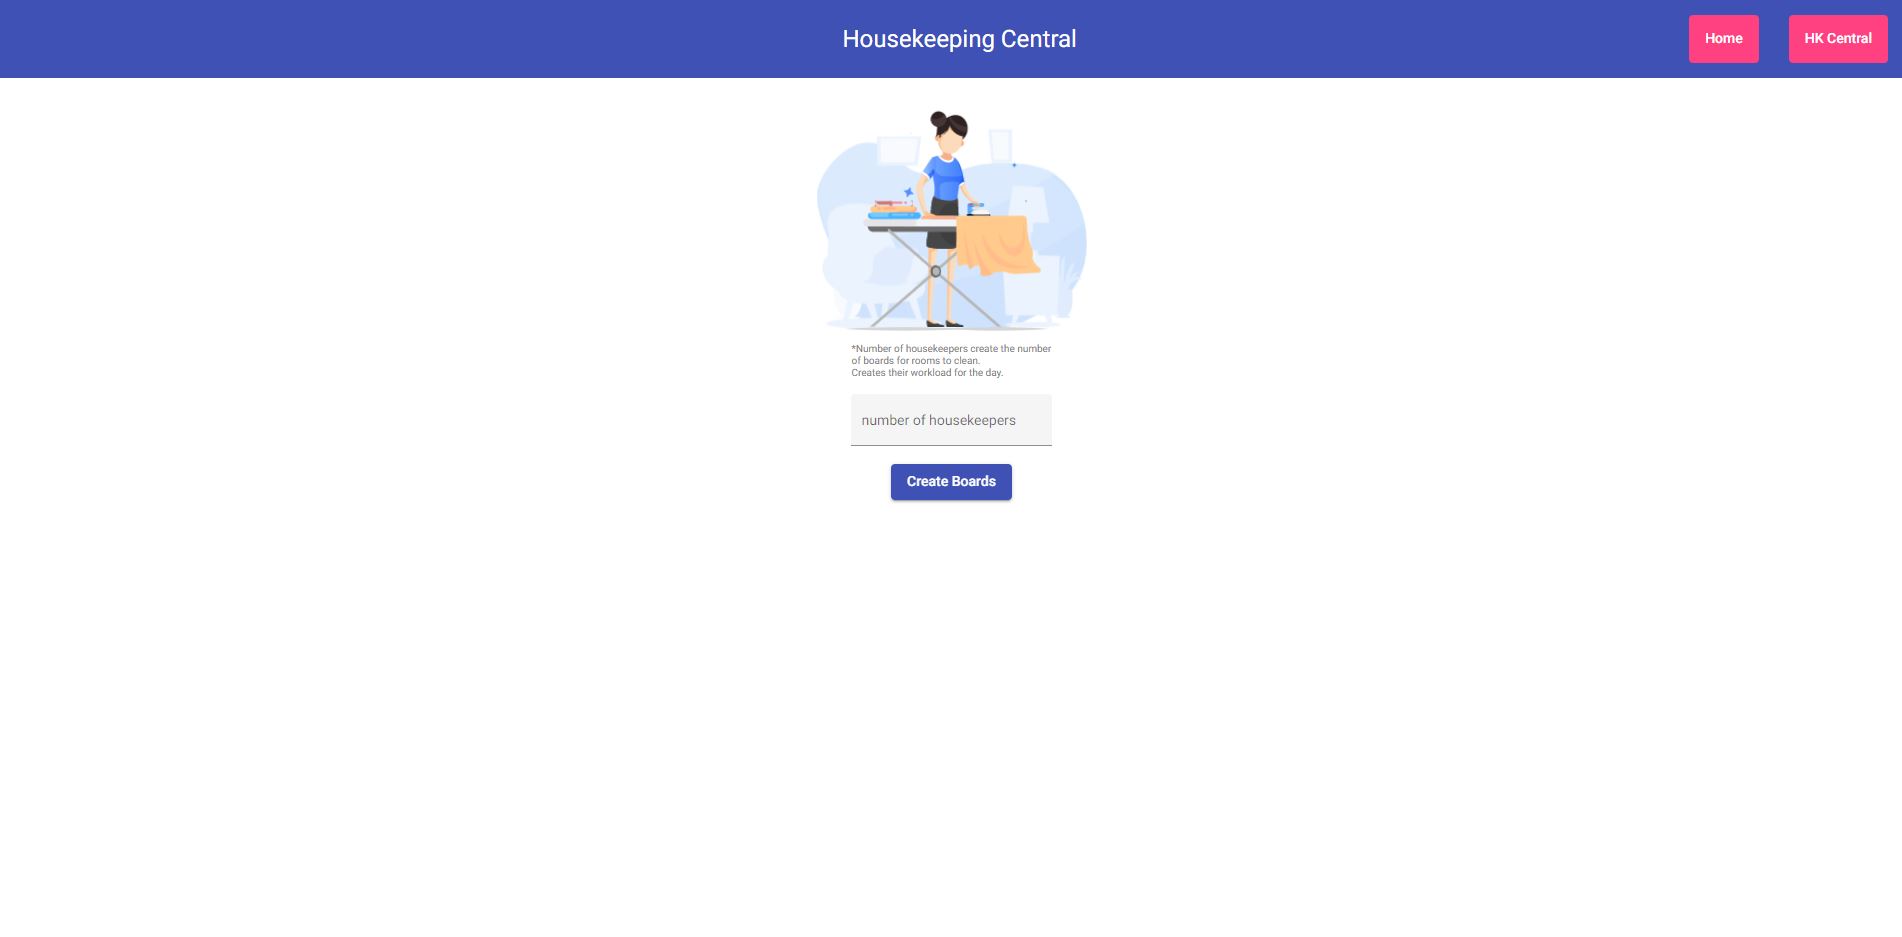 Housekeeping Central
Home
HK Central
*Number of housekeepers create the number
of boards for rooms to clean.
Creates their workload for the day.
number of housekeepers
Create Boards